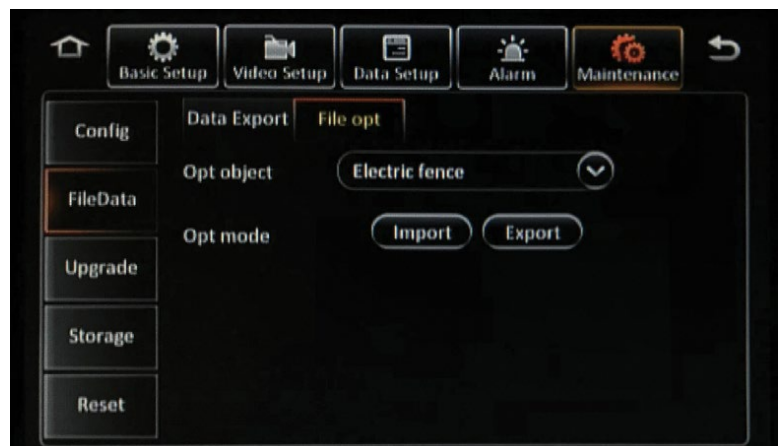 Basic Setup
Video Setup
Data Setup
Alarm
Maintenance
Config
FileData
Upgrade
Storage
Reset
Data Export
File opt
Opt object
Electric fence
Opt mode
Import
Export